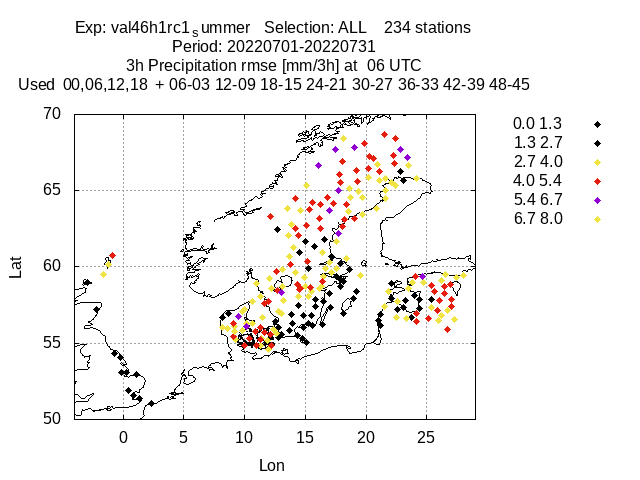 Exp: val46h1rc1summer   Selection: ALL    234 stations
Period: 20220701-20220731
3h Precipitation rmse [mm/3h] at  06 UTC
Used  00,06,12,18  + 06-03 12-09 18-15 24-21 30-27 36-33 42-39 48-45
70
65
60
55
50
Lat
0
5
10
15
20
25
Lon
0.0 1.3
1.3 2.7
2.7 4.0
4.0 5.4
5.4 6.7
6.7 8.0